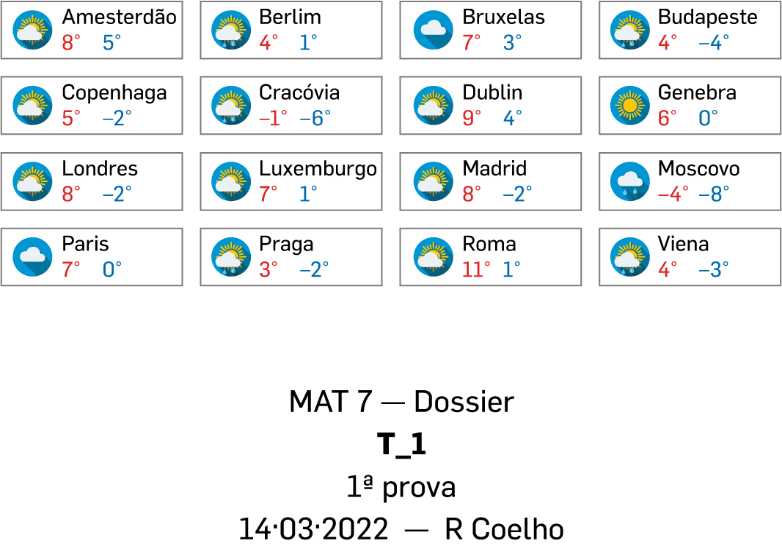 Amesterdão
8° 5°
Berlim
4° 1°
Bruxelas
7° 3°
Budapeste
4° –4°
Copenhaga
5° –2°
Cracóvia
–1° –6°
Dublin
9° 4°
Genebra
6° 0°
Londres
8° –2°
Luxemburgo
7° 1°
Madrid
8° –2°
Moscovo
–4° –8°
Paris
7° 0°
Praga
3° –2°
Roma
11° 1°
Viena
4° –3°
MAT 7 — Dossier
T_1
1ª prova
14·03·2022 — R Coelho